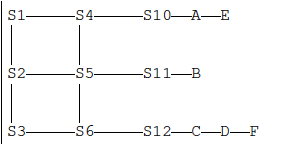 S1 S4 S10 A E
S2 S5 S11 B
S3 S6 S12 C D F